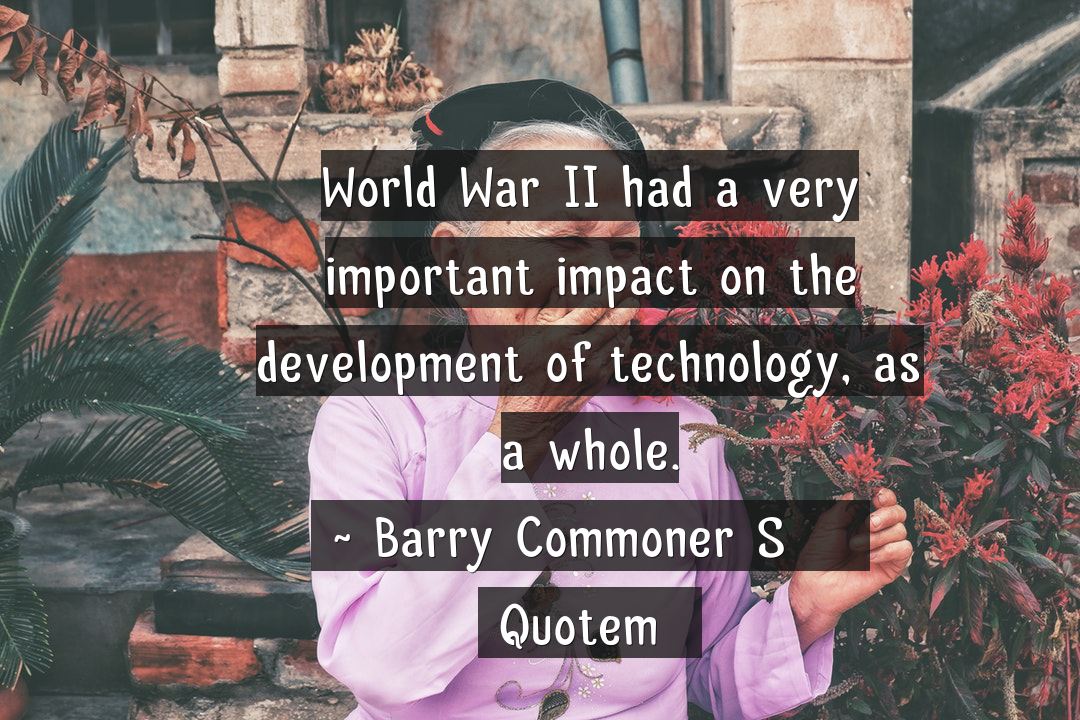 World War II had a very
important impact on the
development of technology, as
a whole.
~ Barry Commoner S
Quotem